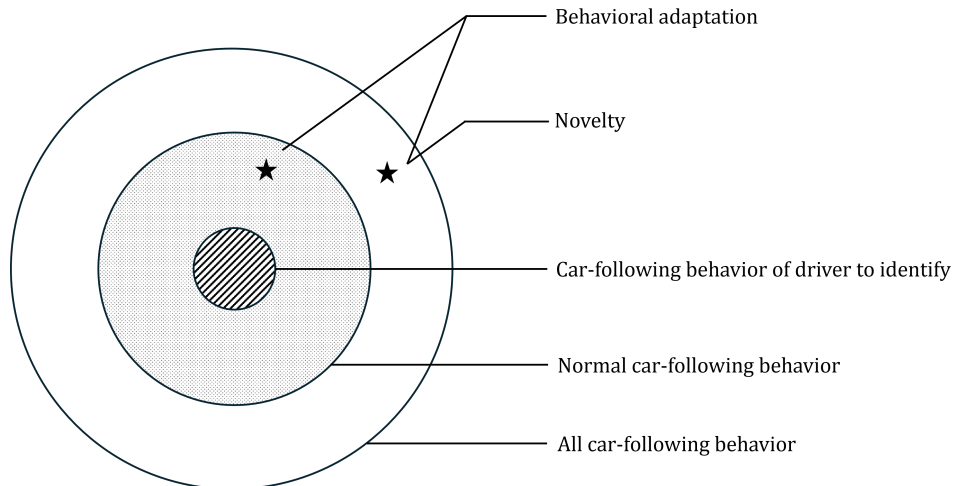 Behavioral adaptation
Novelty
Car-following behavior of driver to identify
Normal car-following behavior
All car-following behavior